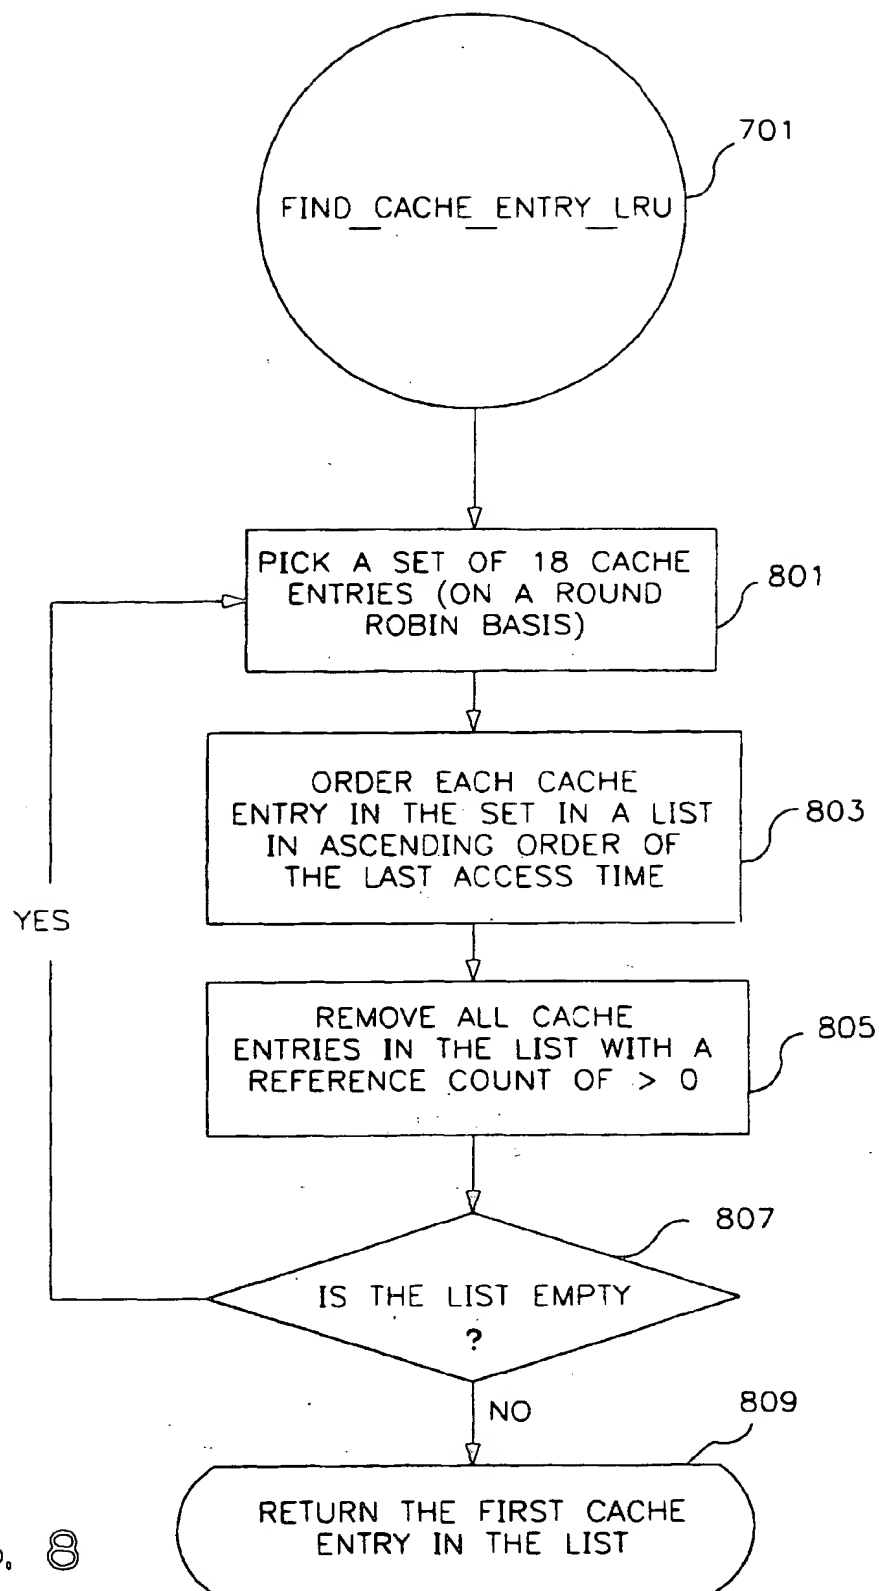 701
FIND_CACHE_ENTRY_LRU
PICK A SET OF 18 CACHE
ENTRIES (ON A ROUND
ROBIN BASIS)
801
ORDER EACH CACHE
ENTRY IN THE SET IN A LIST
IN ASCENDING ORDER OF
THE LAST ACCESS TIME
803
YES
REMOVE ALL CACHE
ENTRIES IN THE LIST WITH A
REFERENCE COUNT OF > 0
805
807
IS THE LIST EMPTY
?
NO
809
RETURN THE FIRST CACHE
ENTRY IN THE LIST
8